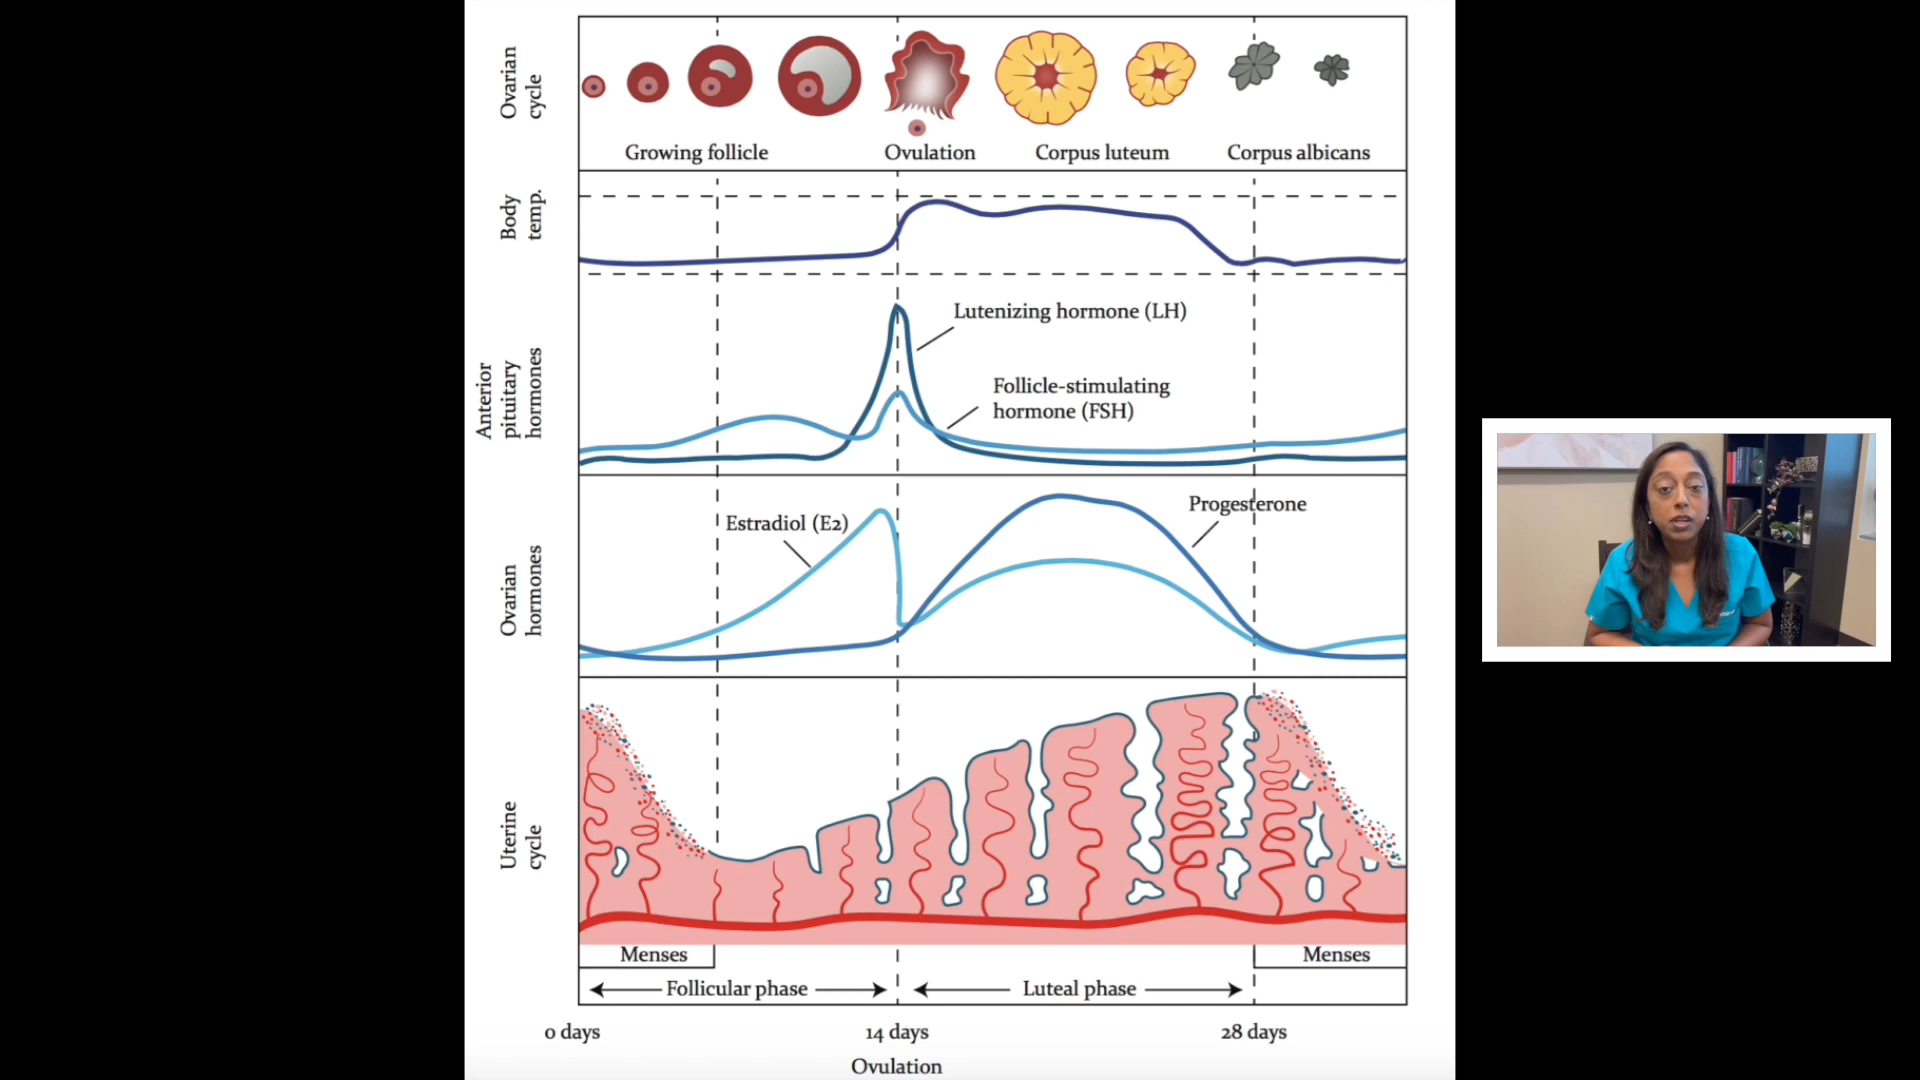 Ovarian
cycle
Growing follicle
Ovulation
Corpus luteum
Corpus albicans
Body
temp.
Anterior
pituitary
hormones
Lutenizing hormone (LH)
Follicle-stimulating
hormone (FSH)
Ovarian
hormones
Estradiol (E2)
Progesterone
Uterine
cycle
Menses
Menses
Follicular phase
Luteal phase
0 days
14 days
28 days
Ovulation